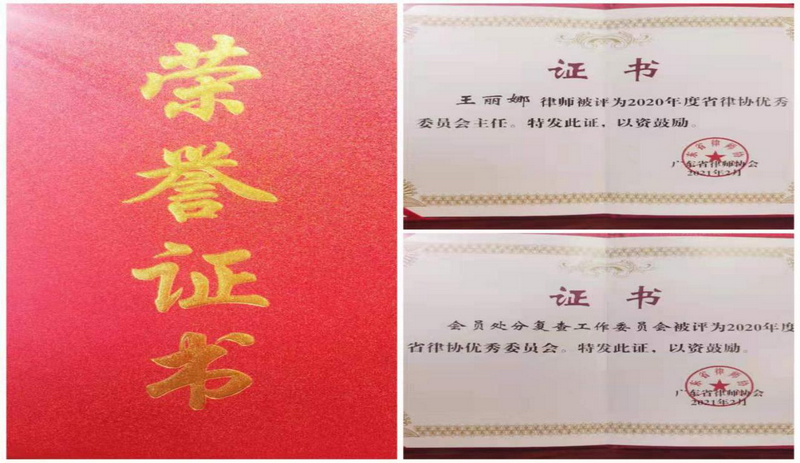 荣
誉
证
书
证 书
王丽娜 律师被评为2020年度省律协优秀
委员会主任。特发此证，以资鼓励。
广东省律师协会
2021年2月
证 书
会员处分复查工作委员会被评为2020年度
省律协优秀委员会。特发此证，以资鼓励。
广东省律师协会
2021年2月